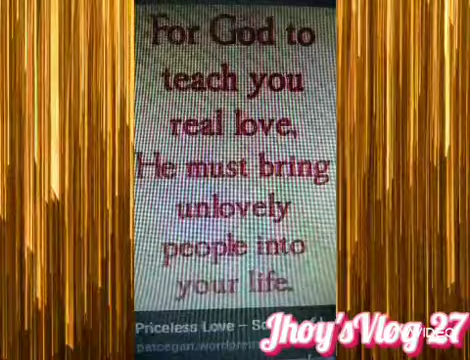 For God to
teach you
real love,
He must bring
unlovely
people into
your life.
Priceless Love –
Jhoy'sVlog 27